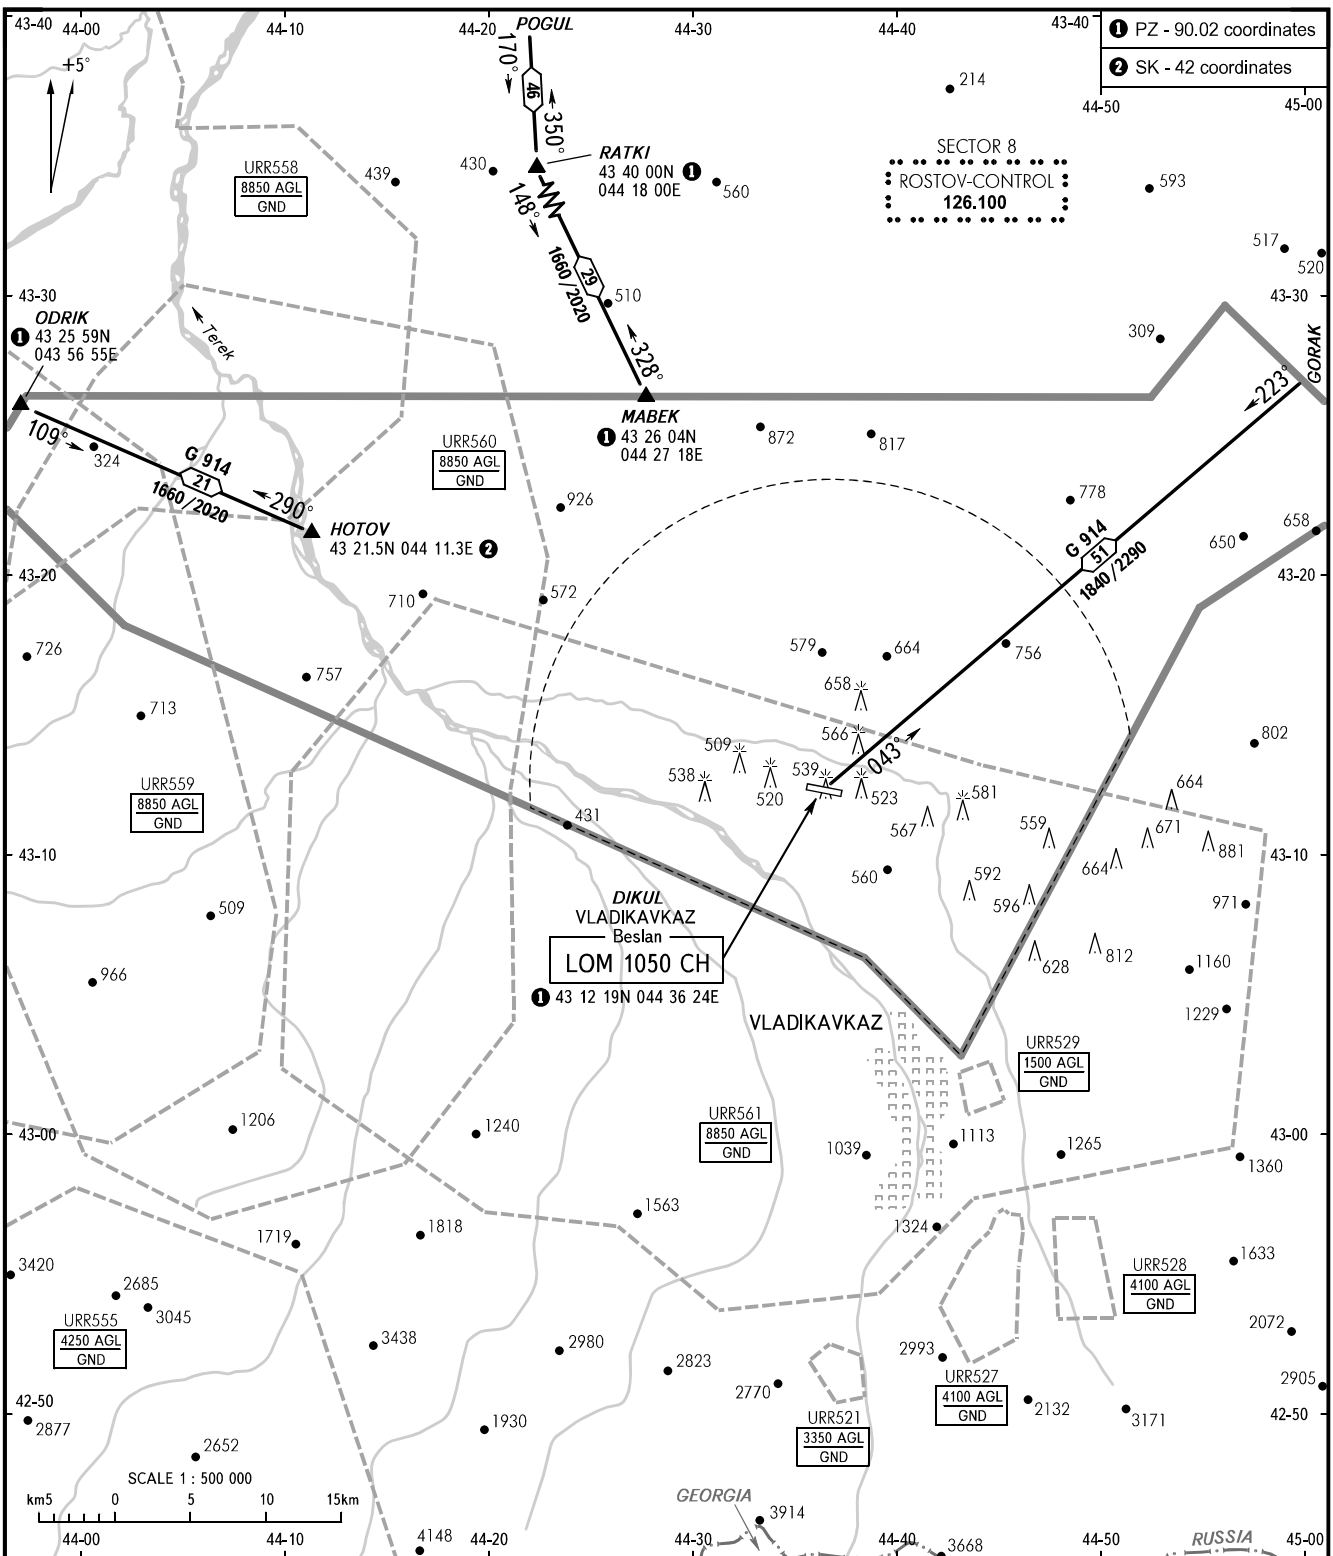 43-40
44-00
44-10
44-20
POGUL
44-30
44-40
43-40
❶ PZ - 90.02 coordinates
❷ SK - 42 coordinates
44-50
45-00
+5°
170°
46
350°
214
URR558
8850 AGL
GND
439
430
RATKI
43 40 00N ❶
044 18 00E
560
148°
SECTOR 8
ROSTOV-CONTROL
126.100
593
517
520
1660/2020
29
510
328°
43-30
43-30
ODRIK
❶ 43 25 59N
043 56 55E
Terek
309
GORAK
223°
109°
324
G 914
21
1660/2020
290°
HOTOV
43 21.5N 044 11.3E ❷
MABEK
❶ 43 26 04N
044 27 18E
URR560
8850 AGL
GND
872
817
926
778
G 914
51
1840/2290
650
658
43-20
43-20
710
572
726
757
713
579
664
756
658
566
043°
802
509
538
520
539
523
581
567
559
664
671
664
881
URR559
8850 AGL
GND
431
43-10
43-10
560
592
596
971
509
DIKUL
VLADIKAVKAZ
Beslan
LOM 1050 CH
❶ 43 12 19N 044 36 24E
628
812
966
1160
1229
VLADIKAVKAZ
URR529
1500 AGL
GND
43-00
43-00
1206
1240
URR561
8850 AGL
GND
1039
1113
1265
1360
1563
1324
1719
1818
3420
2685
3045
1633
URR528
4100 AGL
GND
URR555
4250 AGL
GND
3438
2980
2823
2770
2993
2072
URR527
4100 AGL
GND
2905
42-50
42-50
2877
1930
URR521
3350 AGL
GND
2132
3171
2652
SCALE 1 : 500 000
km5 0 5 10 15km
GEORGIA
3914
4148
3668
RUSSIA
44-00
44-10
44-20
44-30
44-40
44-50
45-00